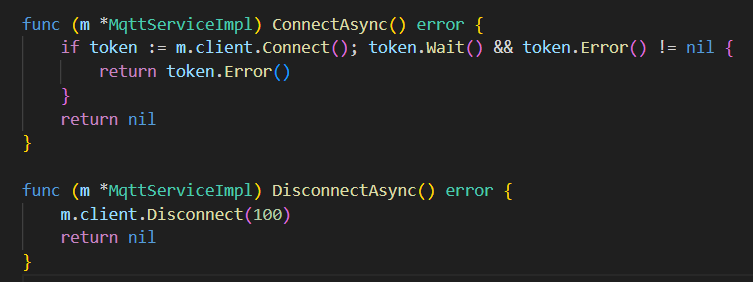 func (m *MqttServiceImpl) ConnectAsync() error {
    if token := m.client.Connect(); token.Wait() && token.Error() != nil {
        return token.Error()
    }
    return nil
}

func (m *MqttServiceImpl) DisconnectAsync() error {
    m.client.Disconnect(100)
    return nil
}